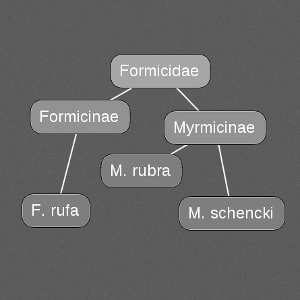 Formicidae
Formicinae
Myrmicinae
M. rubra
F. rufa
M. schencki